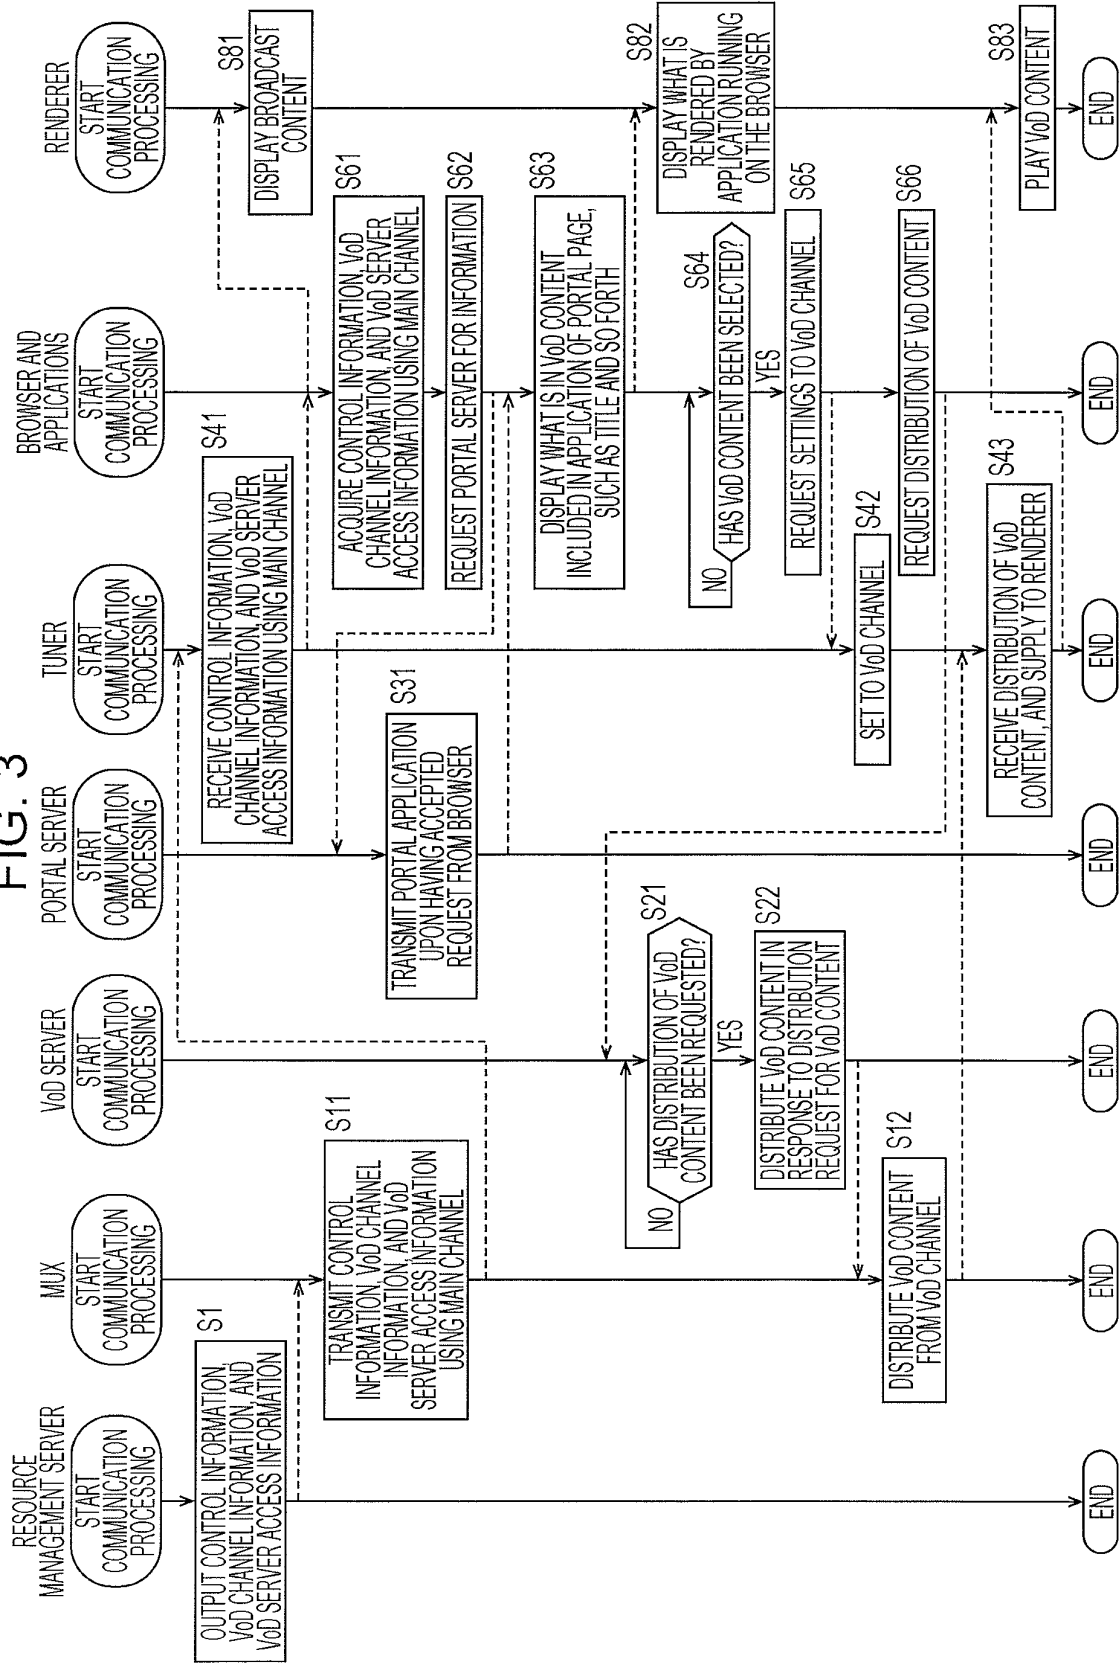 FIG. 3
RESOURCE
MANAGEMENT SERVER
START
COMMUNICATION
PROCESSING
S1
OUTPUT CONTROL INFORMATION,
VoD CHANNEL INFORMATION, AND
VoD SERVER ACCESS INFORMATION
END
MUX
START
COMMUNICATION
PROCESSING
S11
TRANSMIT CONTROL
INFORMATION, VoD CHANNEL
INFORMATION, AND VoD
SERVER ACCESS INFORMATION
USING MAIN CHANNEL
S12
DISTRIBUTE VoD CONTENT
FROM VoD CHANNEL
END
VoD SERVER
START
COMMUNICATION
PROCESSING
S21
HAS DISTRIBUTION OF VoD
CONTENT BEEN REQUESTED?
NO
YES
S22
DISTRIBUTE VoD CONTENT IN
RESPONSE TO DISTRIBUTION
REQUEST FOR VoD CONTENT
END
PORTAL SERVER
START
COMMUNICATION
PROCESSING
S31
TRANSMIT PORTAL APPLICATION
UPON HAVING ACCEPTED
REQUEST FROM BROWSER
END
TUNER
START
COMMUNICATION
PROCESSING
S41
RECEIVE CONTROL INFORMATION, VoD
CHANNEL INFORMATION, AND VoD SERVER
ACCESS INFORMATION USING MAIN CHANNEL
S42
SET TO VoD CHANNEL
S43
RECEIVE DISTRIBUTION OF VoD
CONTENT, AND SUPPLY TO RENDERER
END
BROWSER AND
APPLICATIONS
START
COMMUNICATION
PROCESSING
S61
ACQUIRE CONTROL INFORMATION, VoD
CHANNEL INFORMATION, AND VoD SERVER
ACCESS INFORMATION USING MAIN CHANNEL
S62
REQUEST PORTAL SERVER FOR INFORMATION
S63
DISPLAY WHAT IS IN VoD CONTENT
INCLUDED IN APPLICATION OF PORTAL PAGE,
SUCH AS TITLE AND SO FORTH
S64
HAS VoD CONTENT BEEN SELECTED?
NO
YES
S65
REQUEST SETTINGS TO VoD CHANNEL
S66
REQUEST DISTRIBUTION OF VoD CONTENT
END
RENDERER
START
COMMUNICATION
PROCESSING
S81
DISPLAY BROADCAST
CONTENT
S82
DISPLAY WHAT IS
RENDERED BY
APPLICATION RUNNING
ON THE BROWSER
S83
PLAY VoD CONTENT
END